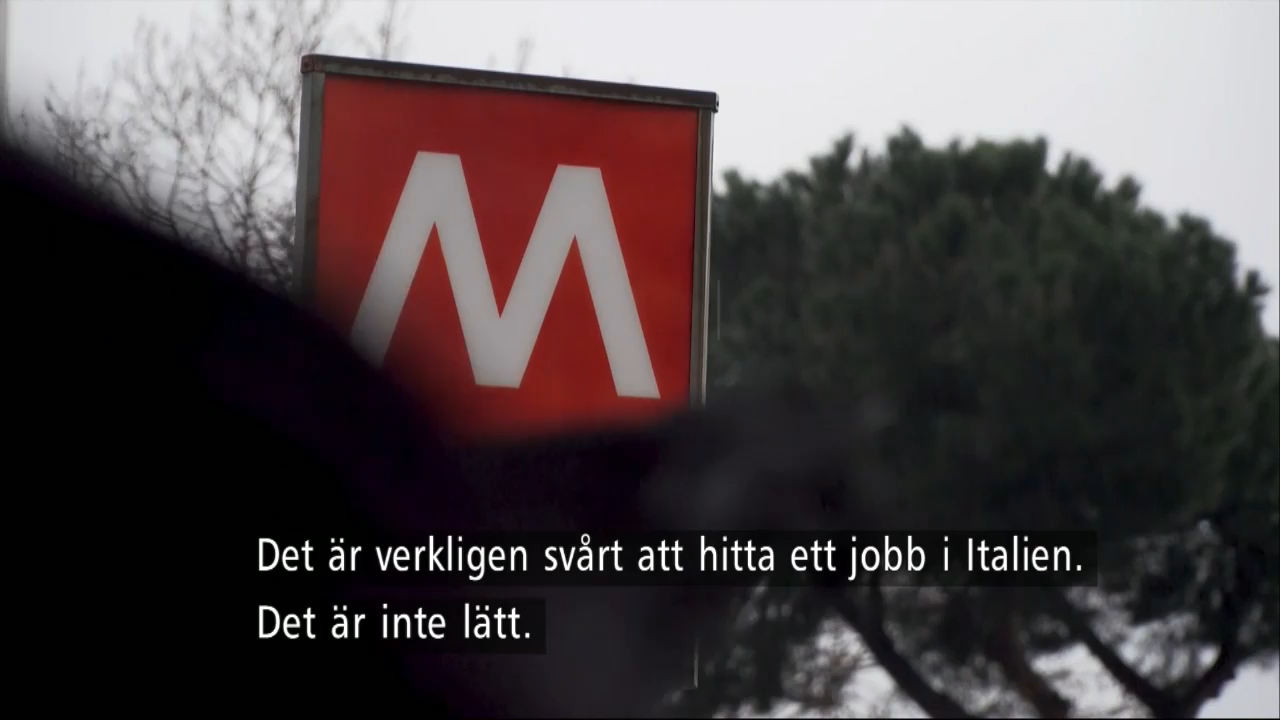 M
Det är verkligen svårt att hitta ett jobb i Italien.
Det är inte lätt.